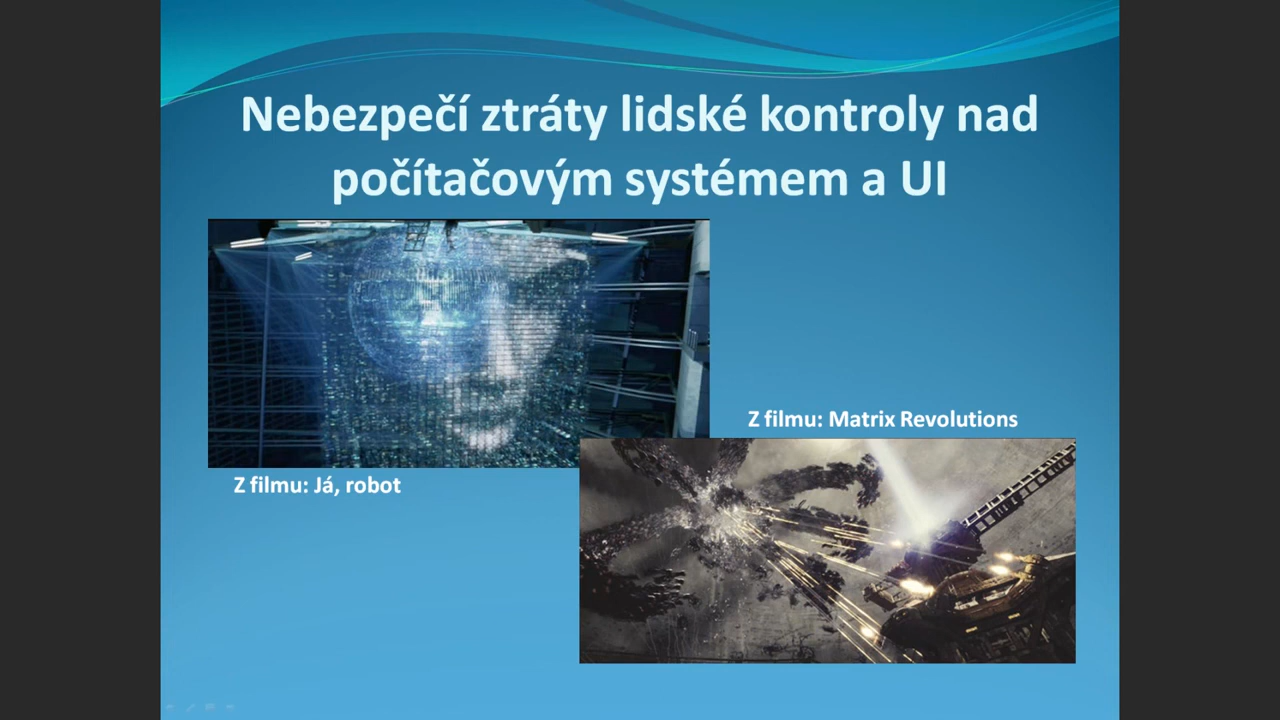 Nebezpečí ztráty lidské kontroly nad
počítačovým systémem a UI
Z filmu: Matrix Revolutions
Z filmu: Já, robot